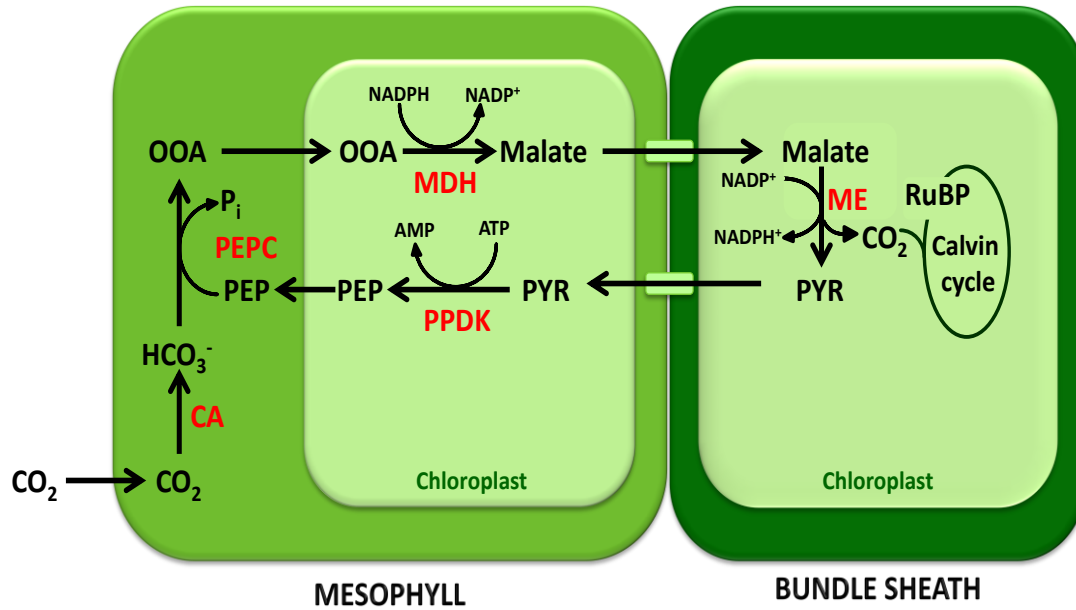 NADPH NADP⁺
OOA OOA Malate Malate
MDH
NADP⁺ ME RuBP
Pᵢ
PEPC AMP ATP NADPH⁺ CO₂ Calvin
cycle
PEP PEP PYR PYR
PPDK
HCO₃⁻
CA
CO₂ CO₂ Chloroplast Chloroplast
MESOPHYLL BUNDLE SHEATH